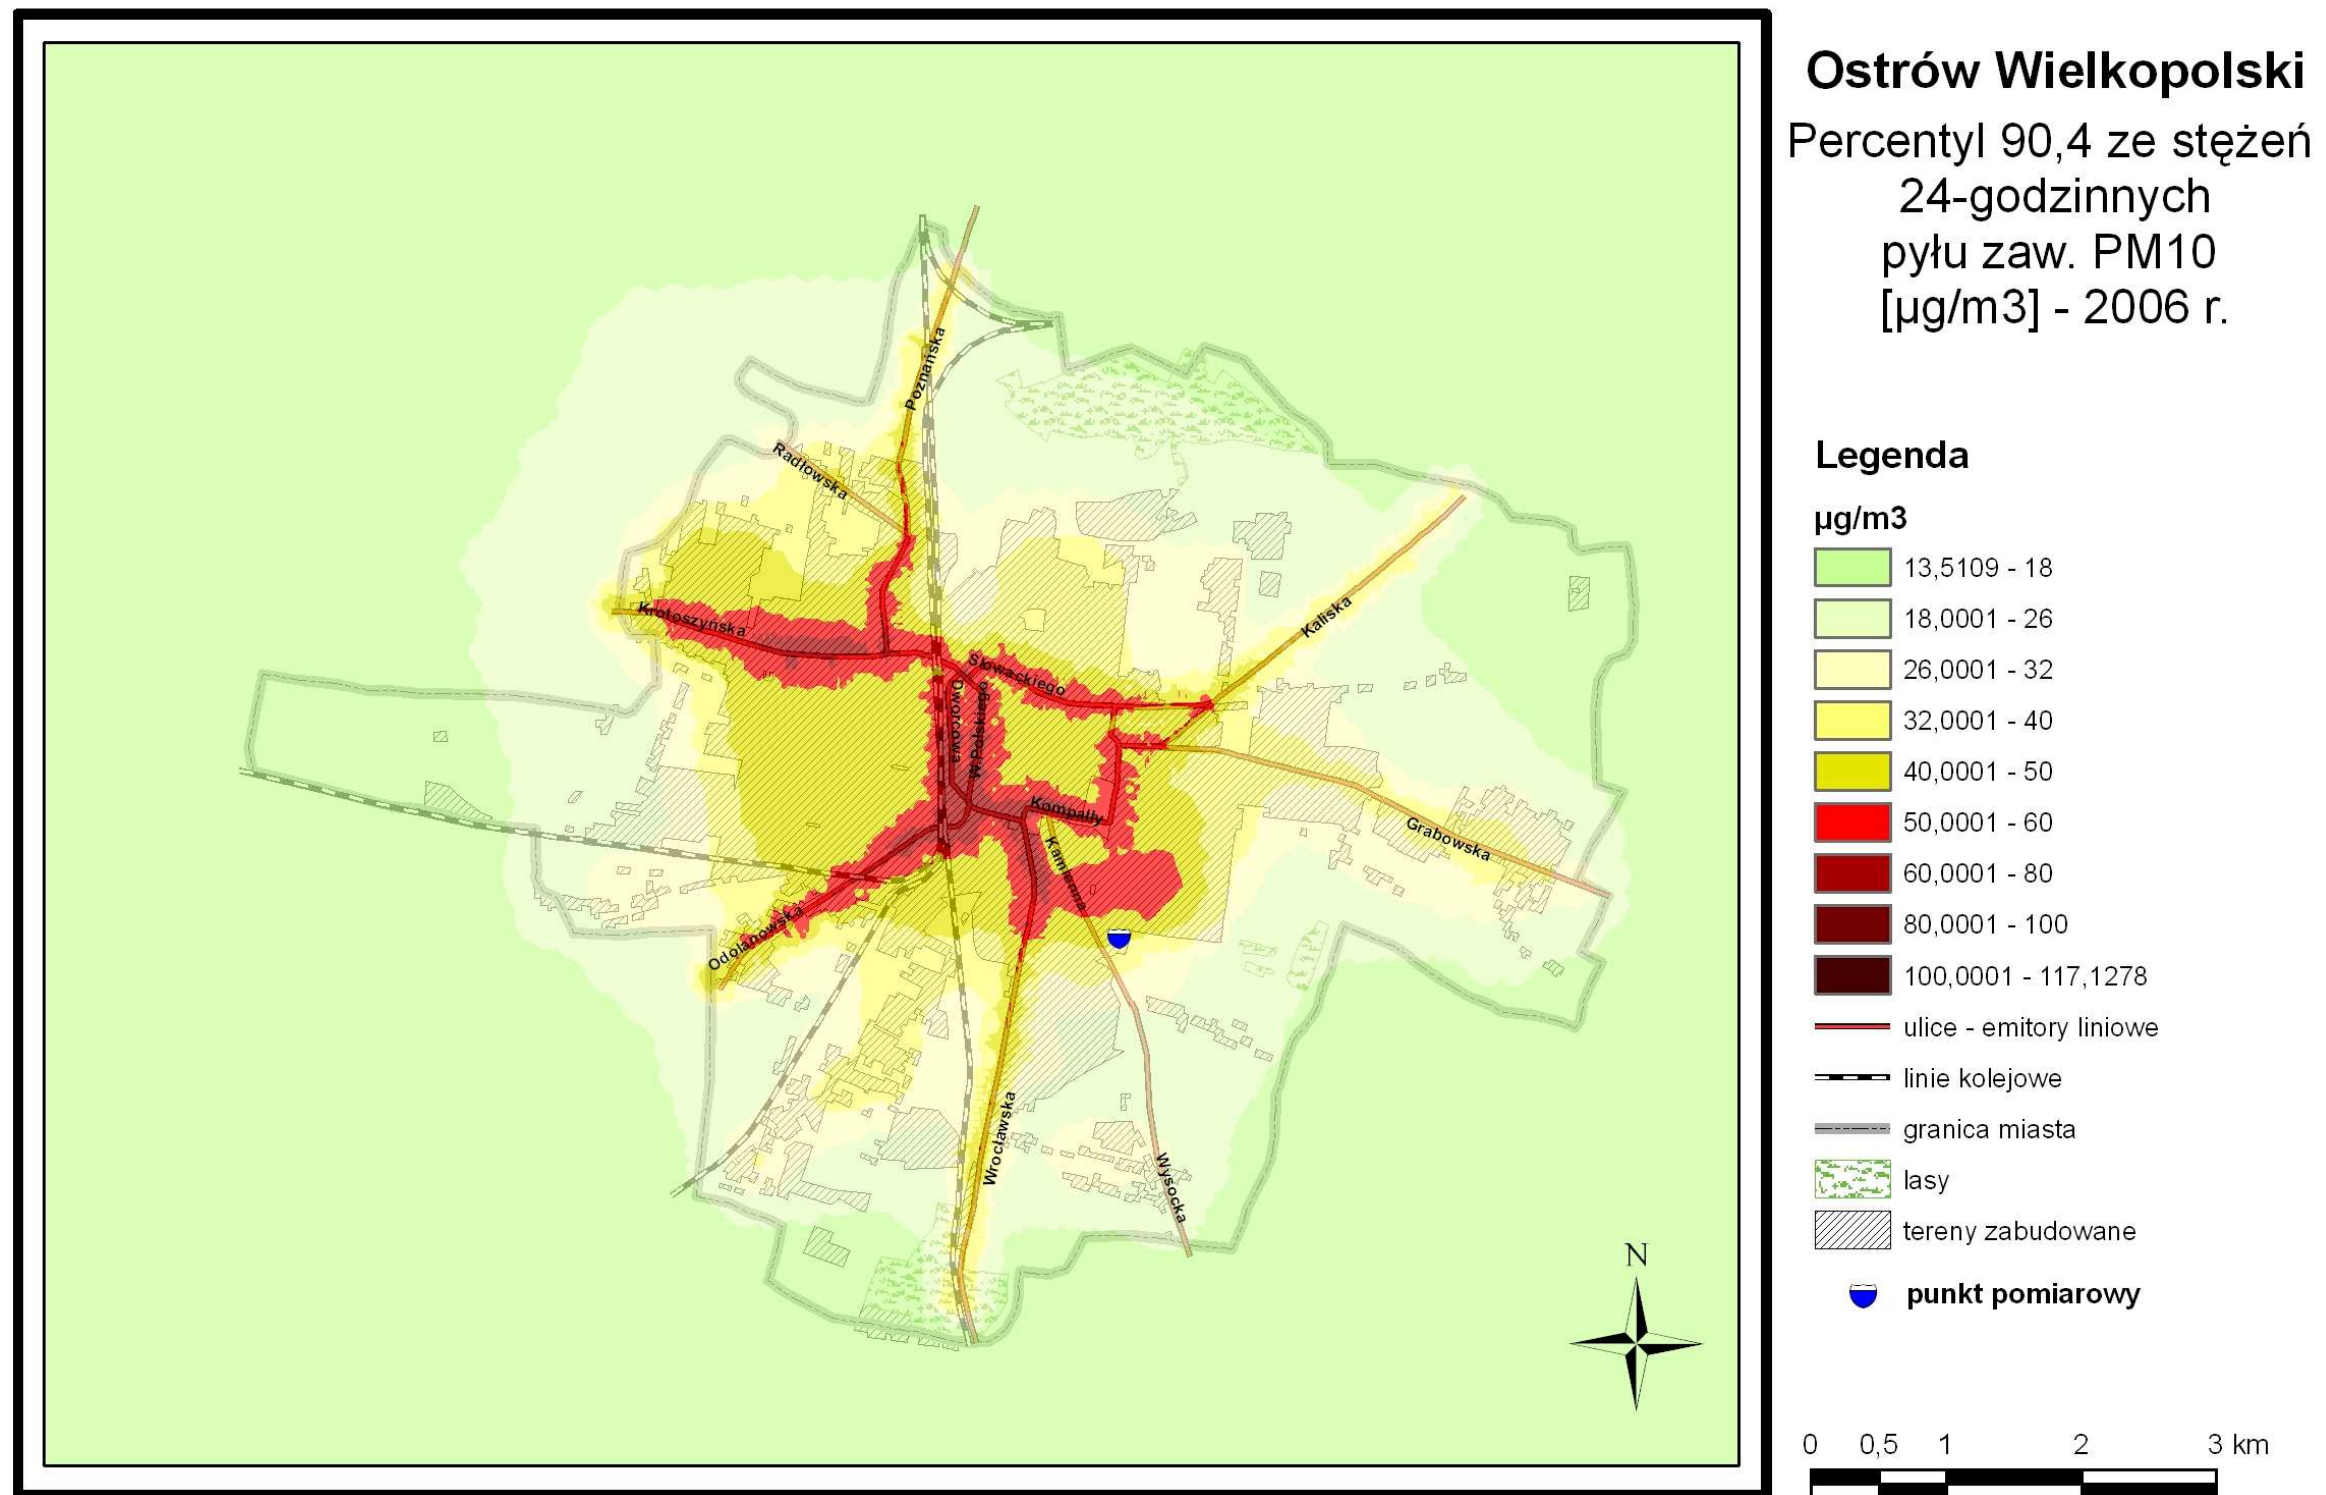 Ostrów Wielkopolski
Percentyl 90,4 ze stężeń
24-godzinnych
pyłu zaw. PM10
[µg/m3] - 2006 r.
Legenda
µg/m3
13,5109 - 18
18,0001 - 26
26,0001 - 32
32,0001 - 40
40,0001 - 50
50,0001 - 60
60,0001 - 80
80,0001 - 100
100,0001 - 117,1278
ulice - emitory liniowe
linie kolejowe
granica miasta
lasy
tereny zabudowane
punkt pomiarowy
N
0 0,5 1 2 3 km
Poznańska
Radłowska
Krotoszyńska
Kaliska
Słowackiego
Dworcowa
W.Polskiego
Kompałły
Kamienna
Grabowska
Odolanowska
Wrocławska
Wysocka